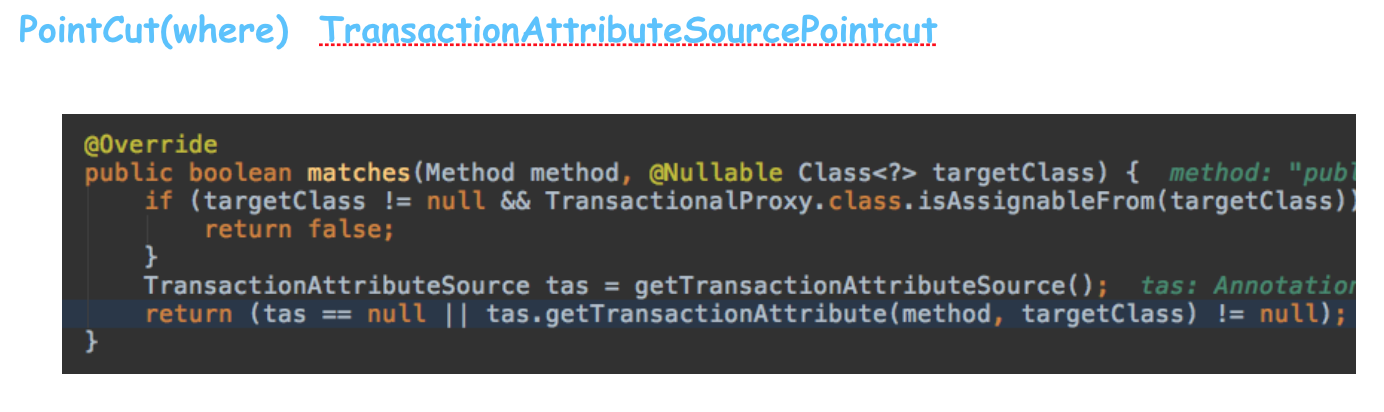 PointCut(where) TransactionAttributeSourcePointcut
@Override
public boolean matches(Method method, @Nullable Class<?> targetClass) { method: "publ
if (targetClass != null && TransactionalProxy.class.isAssignableFrom(targetClass))
return false;
}
TransactionAttributeSource tas = getTransactionAttributeSource(); tas: Annotation
return (tas == null || tas.getTransactionAttribute(method, targetClass) != null);
}